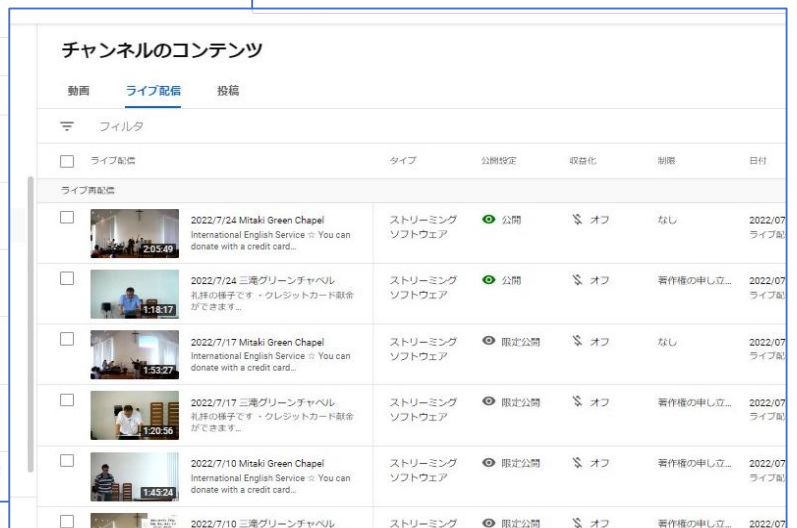 チャンネルのコンテンツ
動画 ライブ配信 投稿
フィルタ
ライブ配信 タイプ 公開設定 収益化 制限 日付
ライブ再配信
2:05:49
2022/7/24 Mitaki Green Chapel
International English Service ☆ You can
donate with a credit card...
ストリーミング
ソフトウェア
公開 オフ なし 2022/07
ライブ配
1:18:17
2022/7/24 三滝グリーンチャペル
礼拝の様子です ・クレジットカード献金
ができます...
ストリーミング
ソフトウェア
公開 オフ 著作権の申し立... 2022/07
ライブ配
1:53:27
2022/7/17 Mitaki Green Chapel
International English Service ☆ You can
donate with a credit card...
ストリーミング
ソフトウェア
限定公開 オフ なし 2022/07
ライブ配
1:20:56
2022/7/17 三滝グリーンチャペル
礼拝の様子です ・クレジットカード献金
ができます...
ストリーミング
ソフトウェア
限定公開 オフ 著作権の申し立... 2022/07
ライブ配
1:45:24
2022/7/10 Mitaki Green Chapel
International English Service ☆ You can
donate with a credit card...
ストリーミング
ソフトウェア
限定公開 オフ 著作権の申し立... 2022/07
ライブ配
2022/7/10 三滝グリーンチャペル
ストリーミング
限定公開 オフ 著作権の申し立... 2022/07